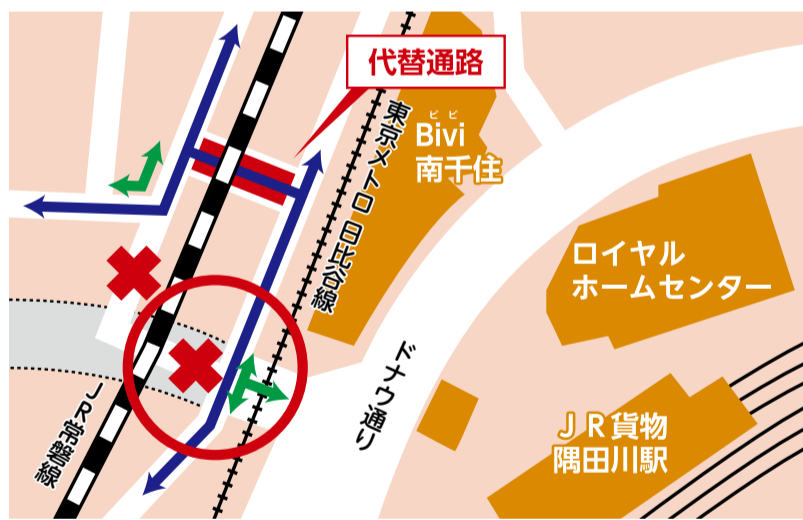 代替通路
東京メトロ日比谷線
ビビ
Bivi
南千住
ロイヤル
ホームセンター
ドナウ通り
JR常磐線
JR貨物
隅田川駅